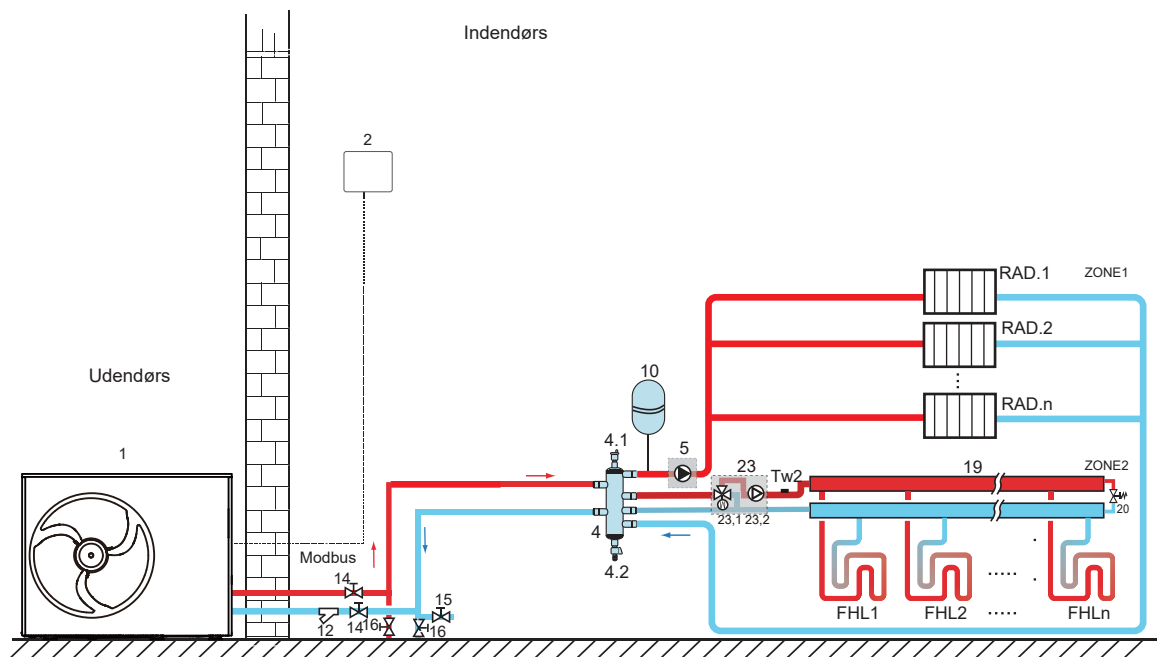 Indendørs
2
RAD.1
ZONE1
RAD.2
Udendørs
10
RAD.n
1
4.1
5
23
Tw2
19
ZONE2
20
23,1
23,2
4
Modbus
4.2
14
15
12
14
16
16
FHL1
FHL2
FHLn